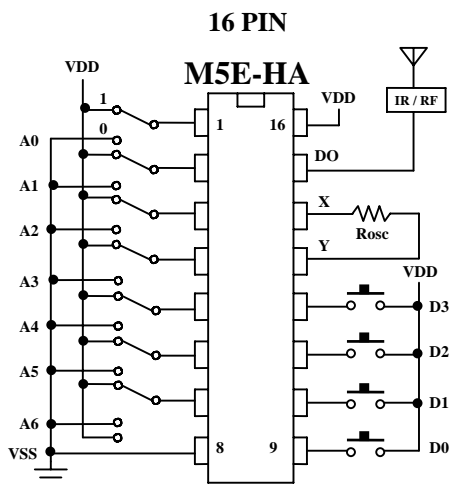 16 PIN
M5E-HA
VDD
VDD
IR / RF
1
0
1
16
A0
DO
A1
X
A2
Rosc
Y
VDD
A3
D3
A4
D2
A5
D1
A6
VSS
8
9
D0